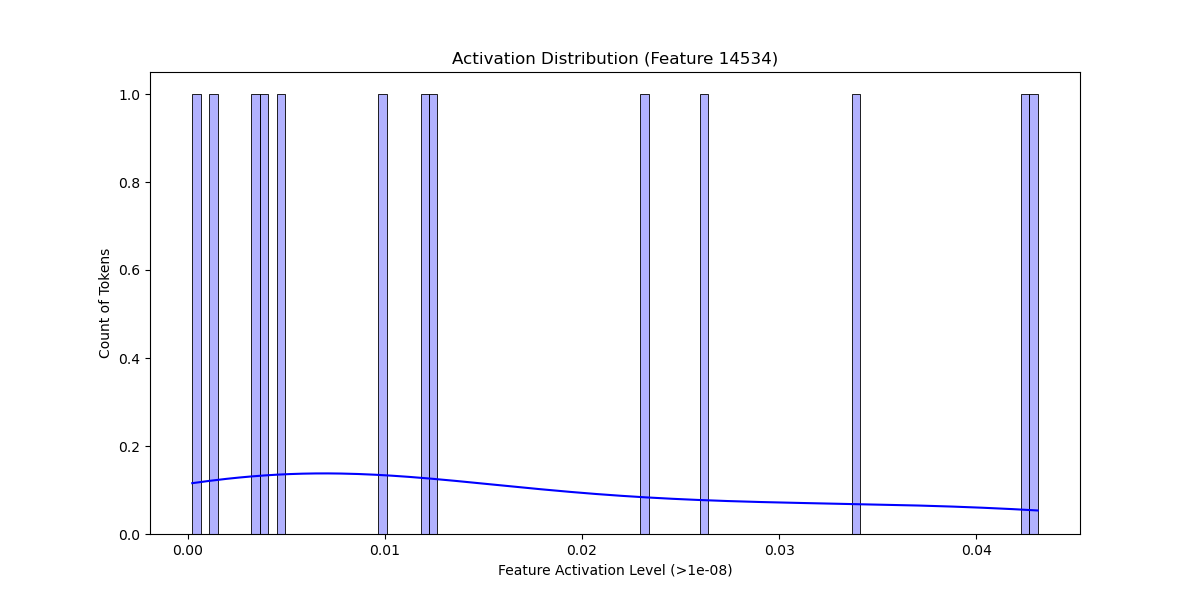 Activation Distribution (Feature 14534)
1.0
0.8
0.6
0.4
0.2
0.0
Count of Tokens
0.00 0.01 0.02 0.03 0.04
Feature Activation Level (>1e-08)